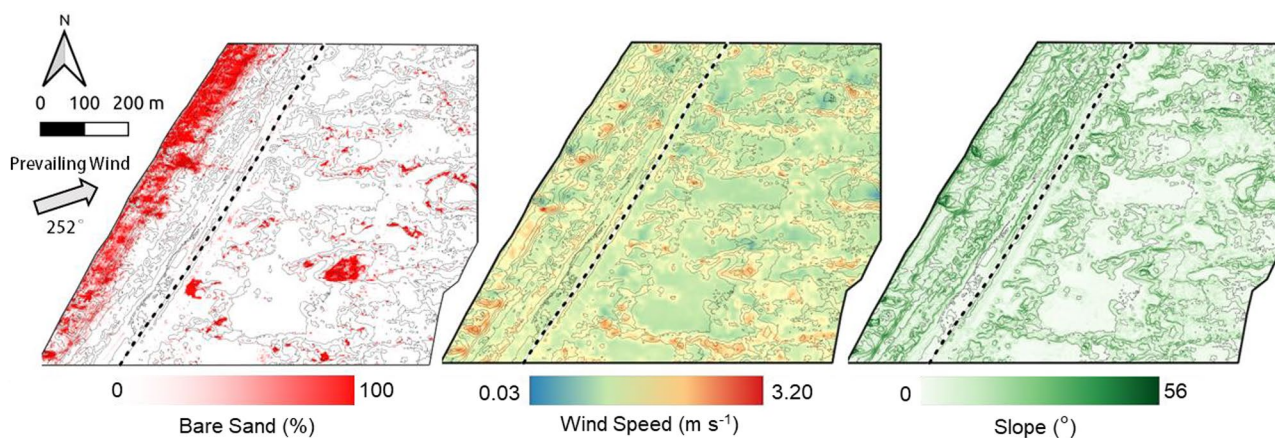 N
0 100 200 m
Prevailing Wind
252°
0 100
Bare Sand (%)
0.03 3.20
Wind Speed (m s-1)
0 56
Slope (°)